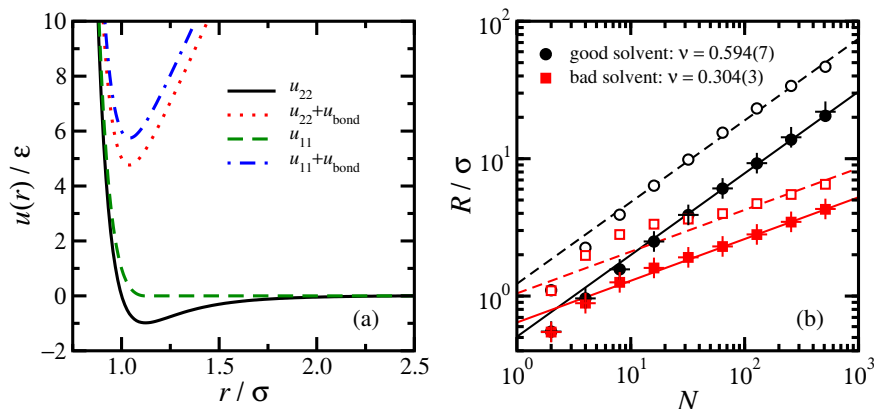 u(r) / ε
10
8
6
4
2
0
−2
1.0
1.5
2.0
2.5
r / σ
u22
u22+ubond
u11
u11+ubond
(a)
R / σ
10^2
10^1
10^0
10^0
10^1
10^2
10^3
N
good solvent: ν = 0.594(7)
bad solvent: ν = 0.304(3)
(b)